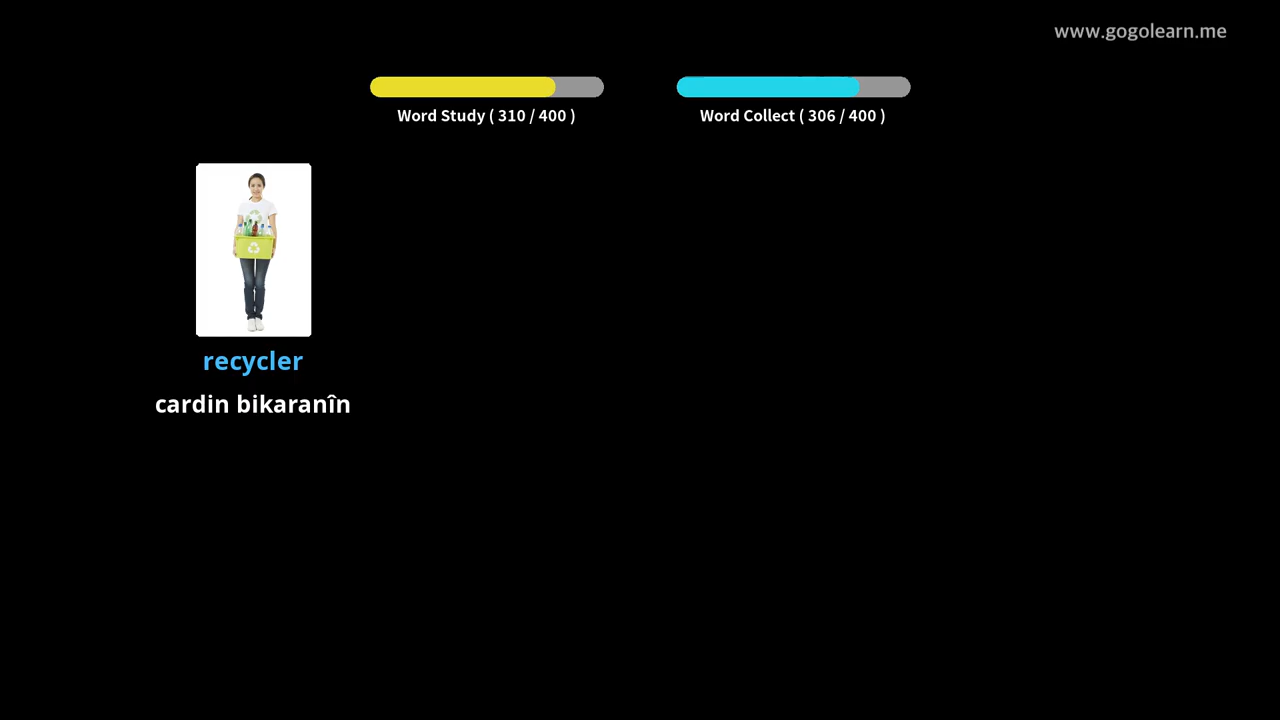 www.gogolearn.me
Word Study ( 310 / 400 )
Word Collect ( 306 / 400 )
recycler
cardin bikaranîn